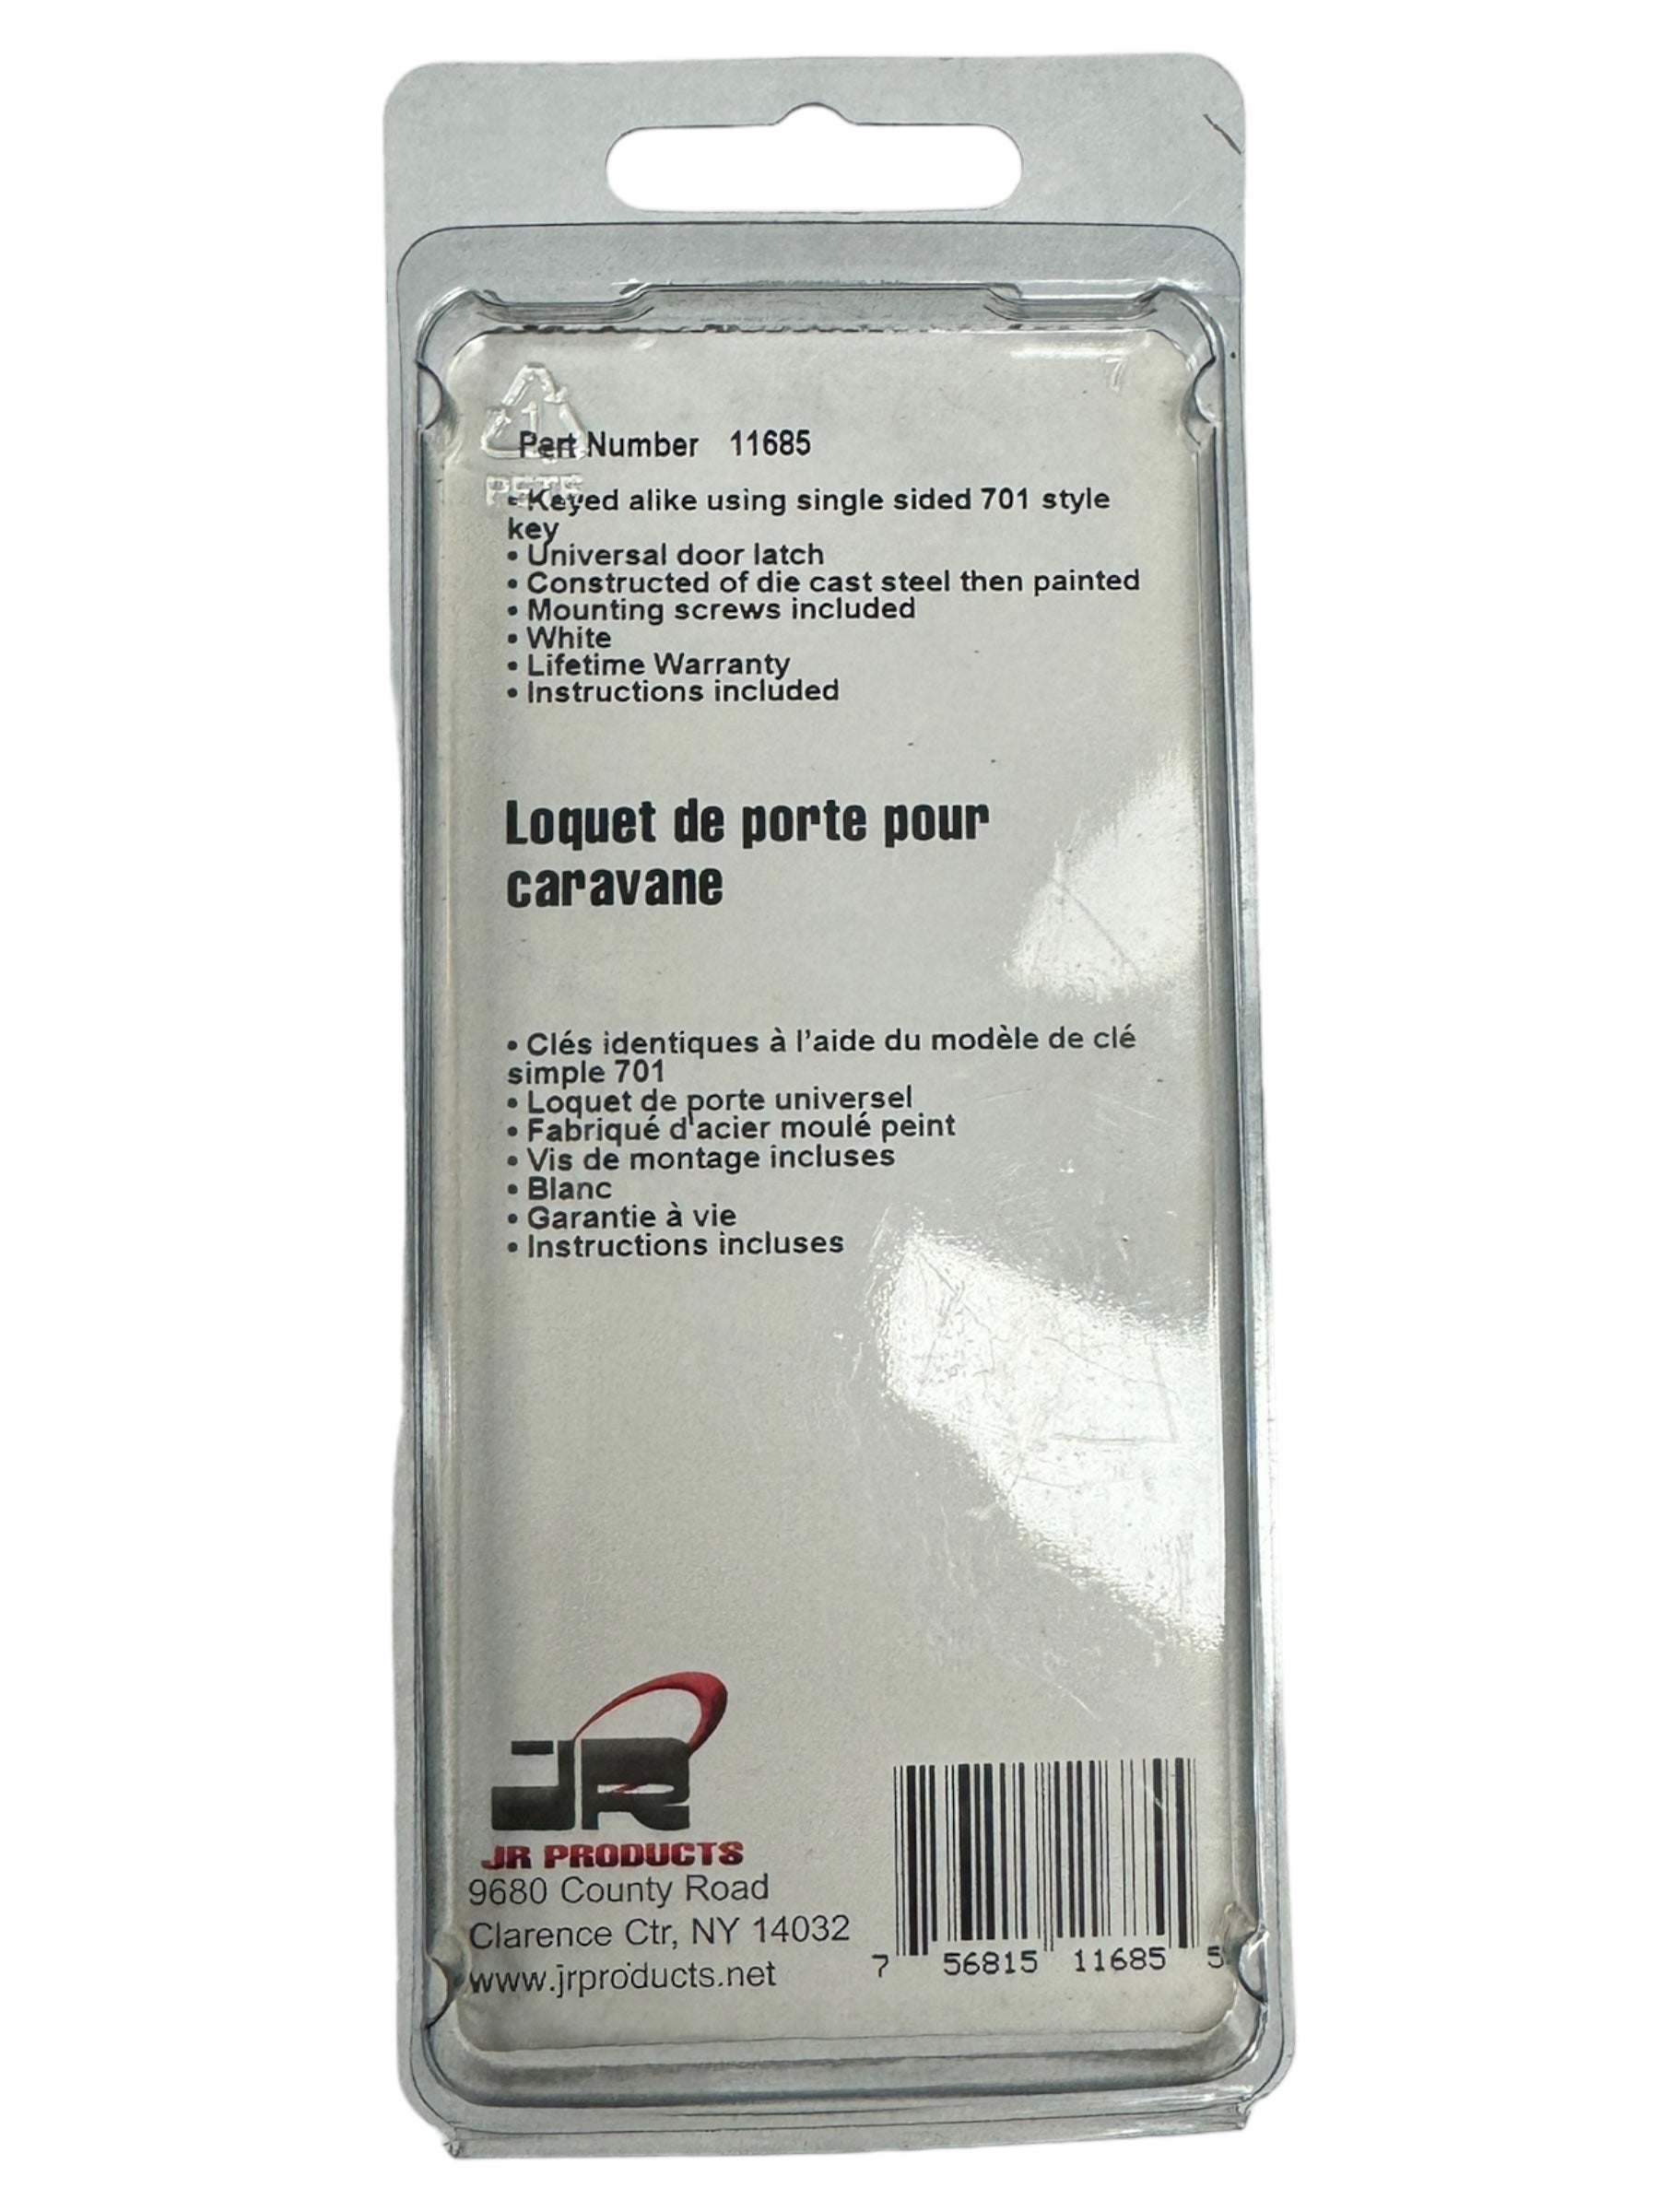 1
PETE
7
Part Number 11685
• Keyed alike using single sided 701 style
key
• Universal door latch
• Constructed of die cast steel then painted
• Mounting screws included
• White
• Lifetime Warranty
• Instructions included
Loquet de porte pour
caravane
• Clés identiques à l'aide du modèle de clé
simple 701
• Loquet de porte universel
• Fabriqué d'acier moulé peint
• Vis de montage incluses
• Blanc
• Garantie à vie
• Instructions incluses
JR
JR PRODUCTS
9680 County Road
Clarence Ctr, NY 14032
www.jrproducts.net
7 56815 11685 5